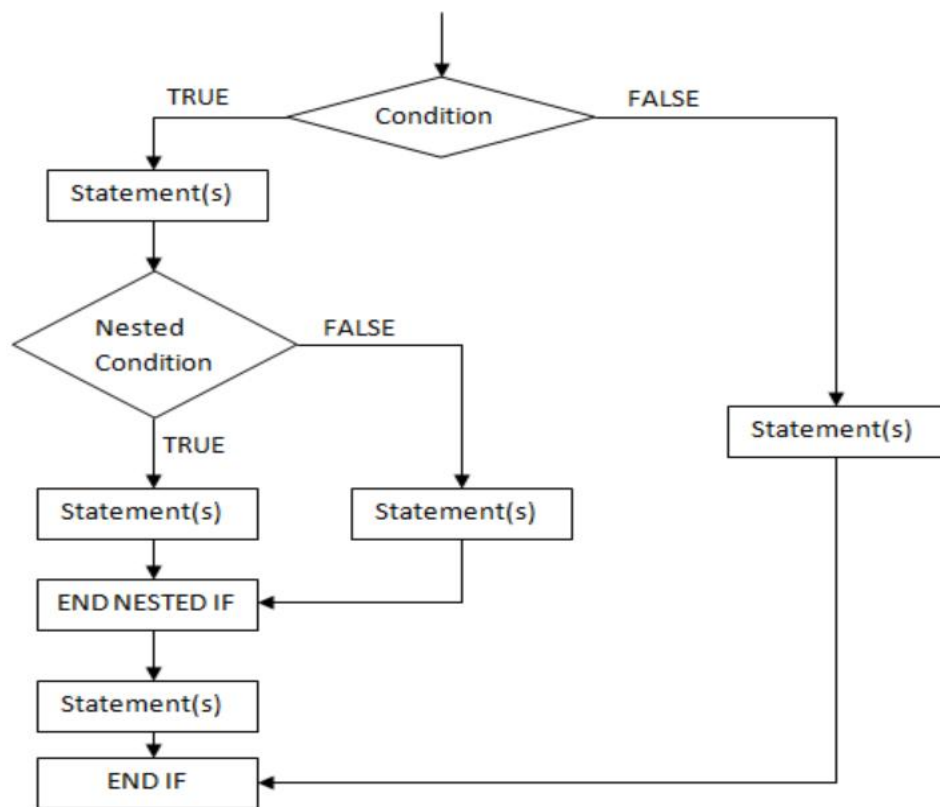 TRUE
FALSE
Condition
Statement(s)
Nested
Condition
FALSE
TRUE
Statement(s)
Statement(s)
Statement(s)
END NESTED IF
Statement(s)
END IF